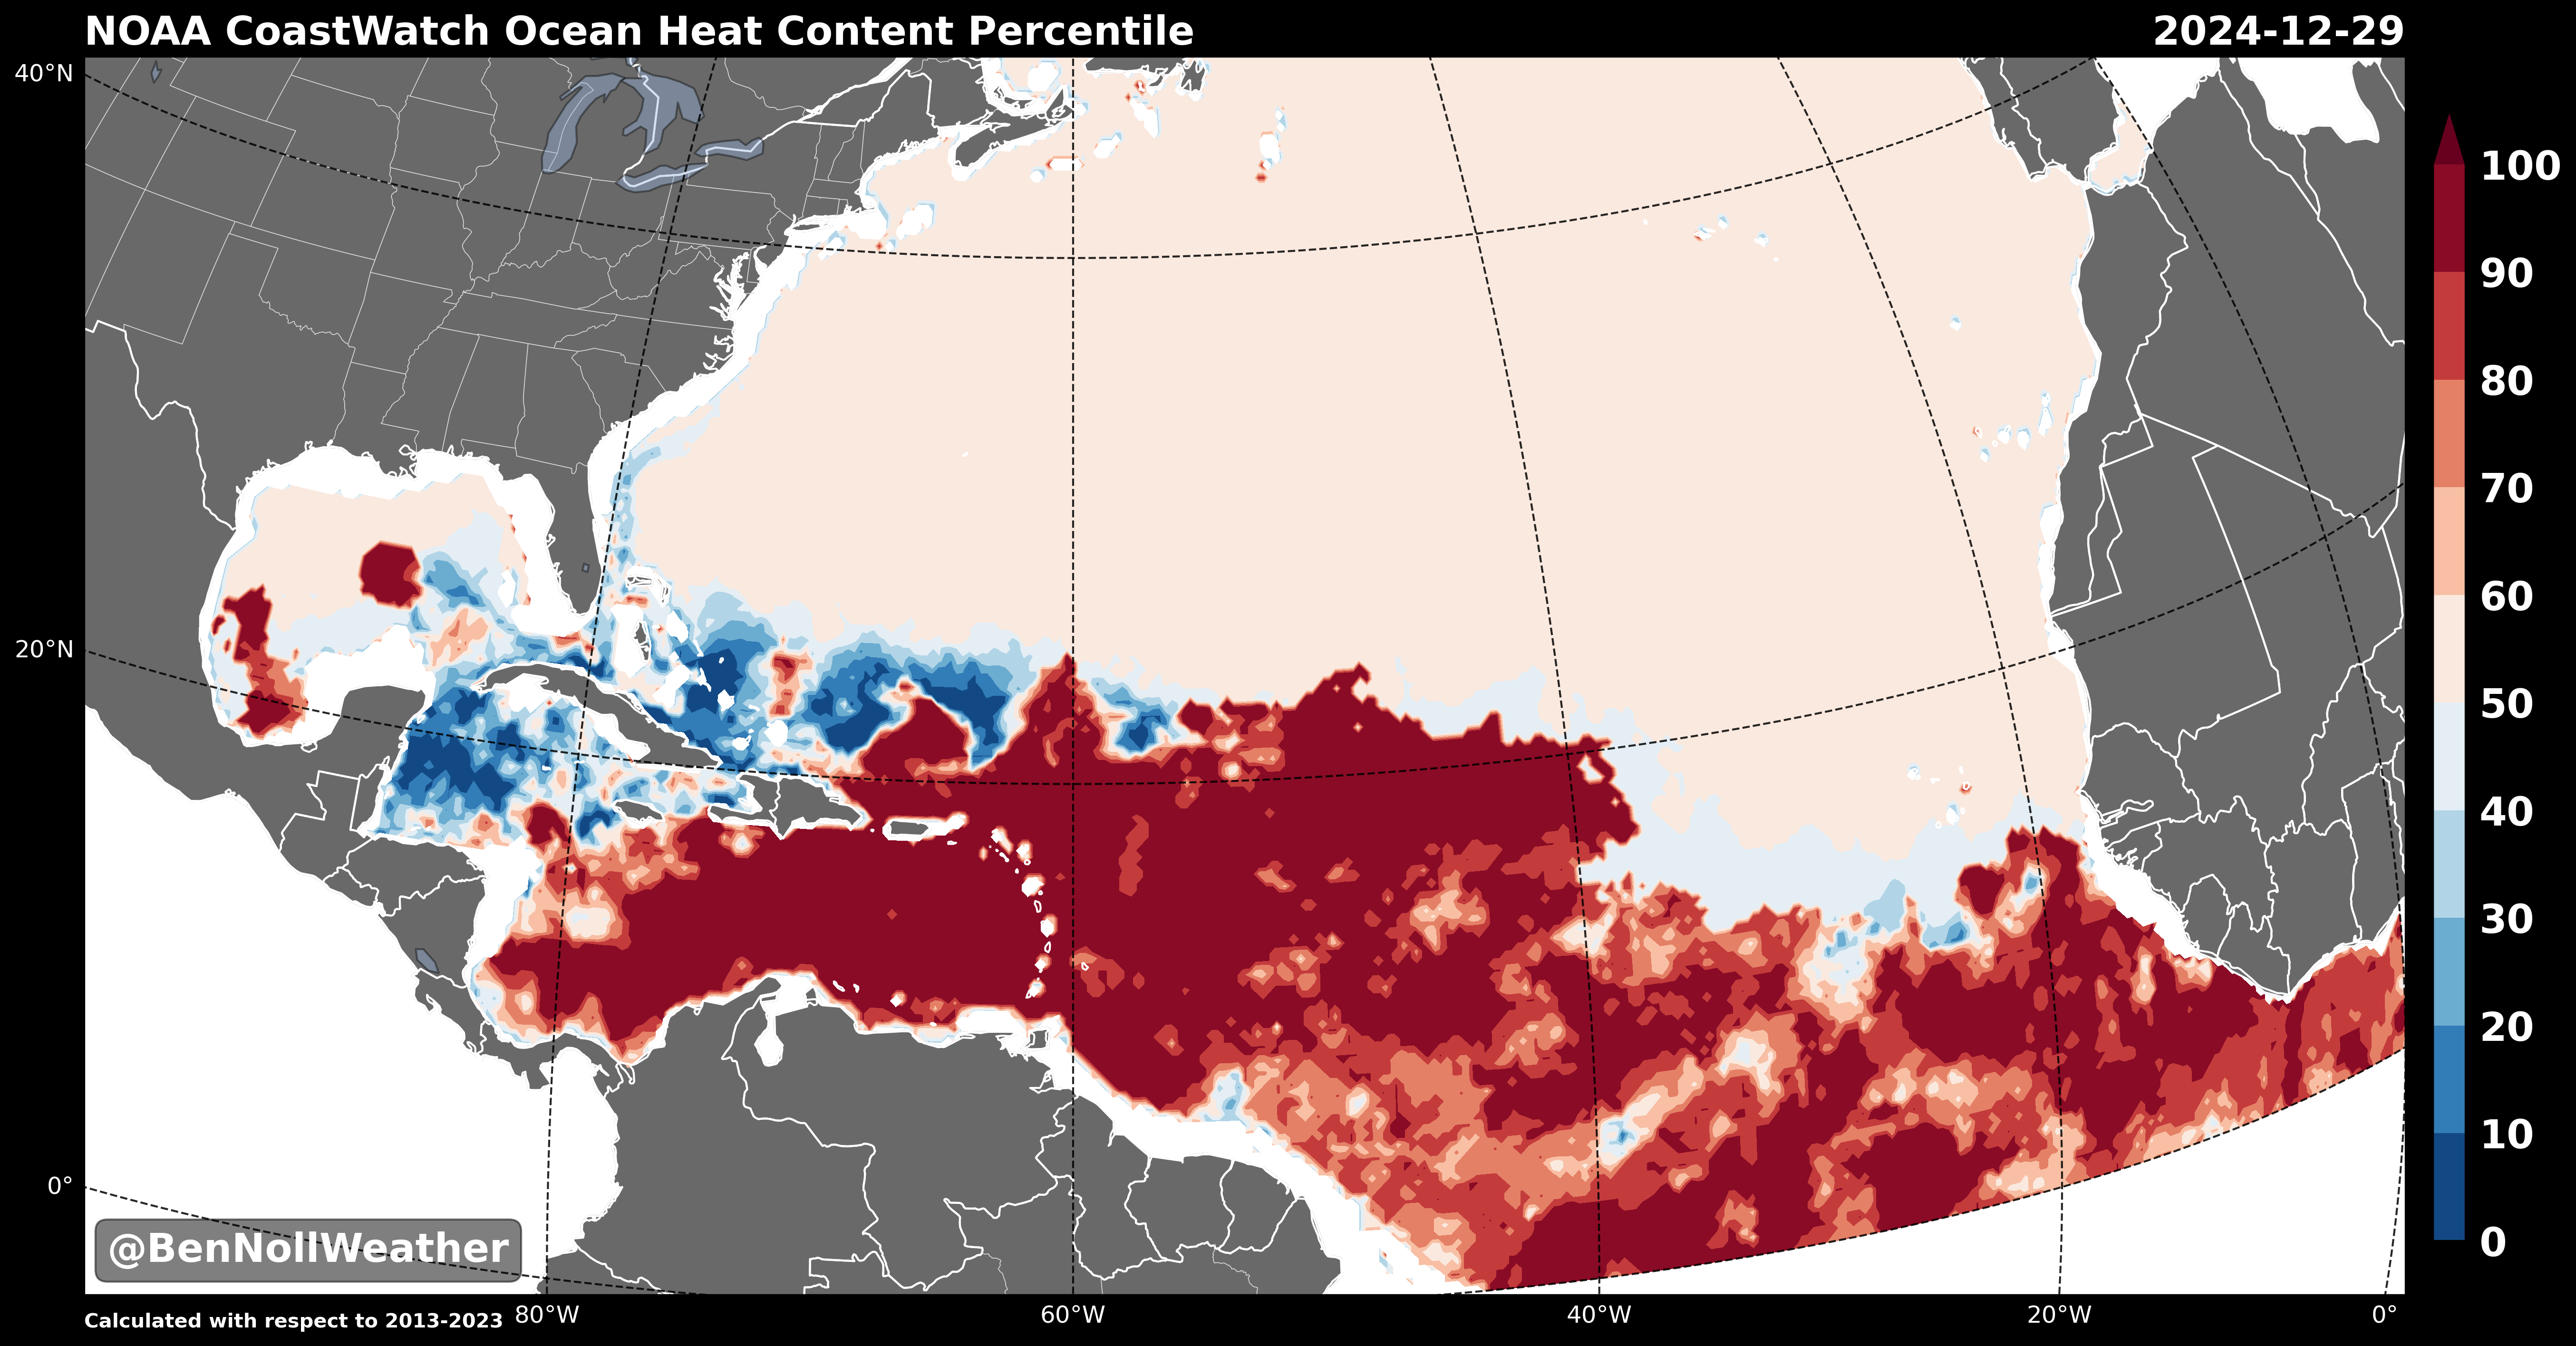 NOAA CoastWatch Ocean Heat Content Percentile
2024-12-29
40°N
20°N
0°
100
90
80
70
60
50
40
30
20
10
0
@BenNollWeather
Calculated with respect to 2013-2023
80°W
60°W
40°W
20°W
0°